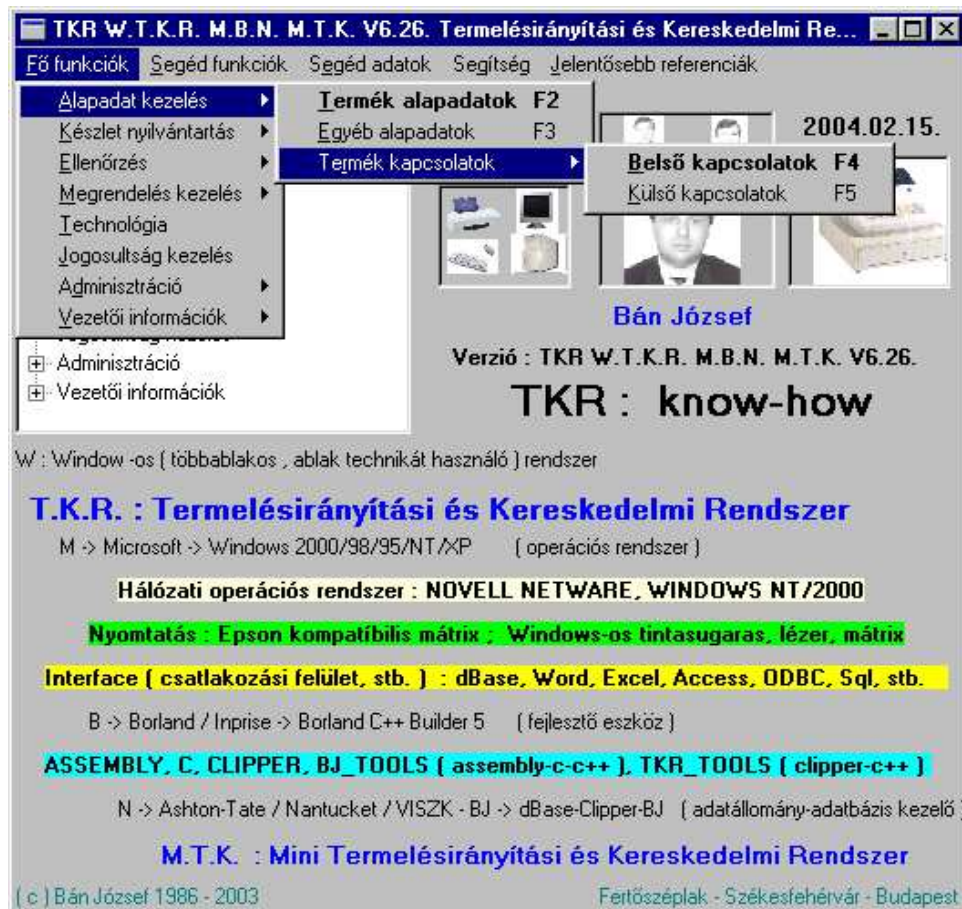 TKR W.T.K.R. M.B.N. M.T.K. V6.26. Termelésirányítási és Kereskedelmi Re...
Fő funkciók Segéd funkciók Segéd adatok Segítség Jelentősebb referenciák
Alapadat kezelés
Készlet nyilvántartás
Ellenőrzés
Megrendelés kezelés
Technológia
Jogosultság kezelés
Adminisztráció
Vezetői információk
Termék alapadatok F2
Egyéb alapadatok F3
Termék kapcsolatok
Belső kapcsolatok F4
Külső kapcsolatok F5
2004.02.15.
Adminisztráció
Vezetői információk
Bán József
Verzió : TKR W.T.K.R. M.B.N. M.T.K. V6.26.
TKR : know-how
W : Window -os ( többablakos , ablak technikát használó ) rendszer
T.K.R. : Termelésirányítási és Kereskedelmi Rendszer
M -> Microsoft -> Windows 2000/98/95/NT/XP ( operációs rendszer )
Hálózati operációs rendszer : NOVELL NETWARE, WINDOWS NT/2000
Nyomtatás : Epson kompatíbilis mátrix ; Windows-os tintasugaras, lézer, mátrix
Interface ( csatlakozási felület, stb. ) : dBase, Word, Excel, Access, ODBC, Sql, stb.
B -> Borland / Inprise -> Borland C++ Builder 5 ( fejlesztő eszköz )
ASSEMBLY, C, CLIPPER, BJ_TOOLS ( assembly-c-c++ ), TKR_TOOLS ( clipper-c++ )
N -> Ashton-Tate / Nantucket / VISZK - BJ -> dBase-Clipper-BJ ( adatállomány-adatbázis kezelő )
M.T.K. : Mini Termelésirányítási és Kereskedelmi Rendszer
( c ) Bán József 1986 - 2003 Fertőszéplak - Székesfehérvár - Budapest